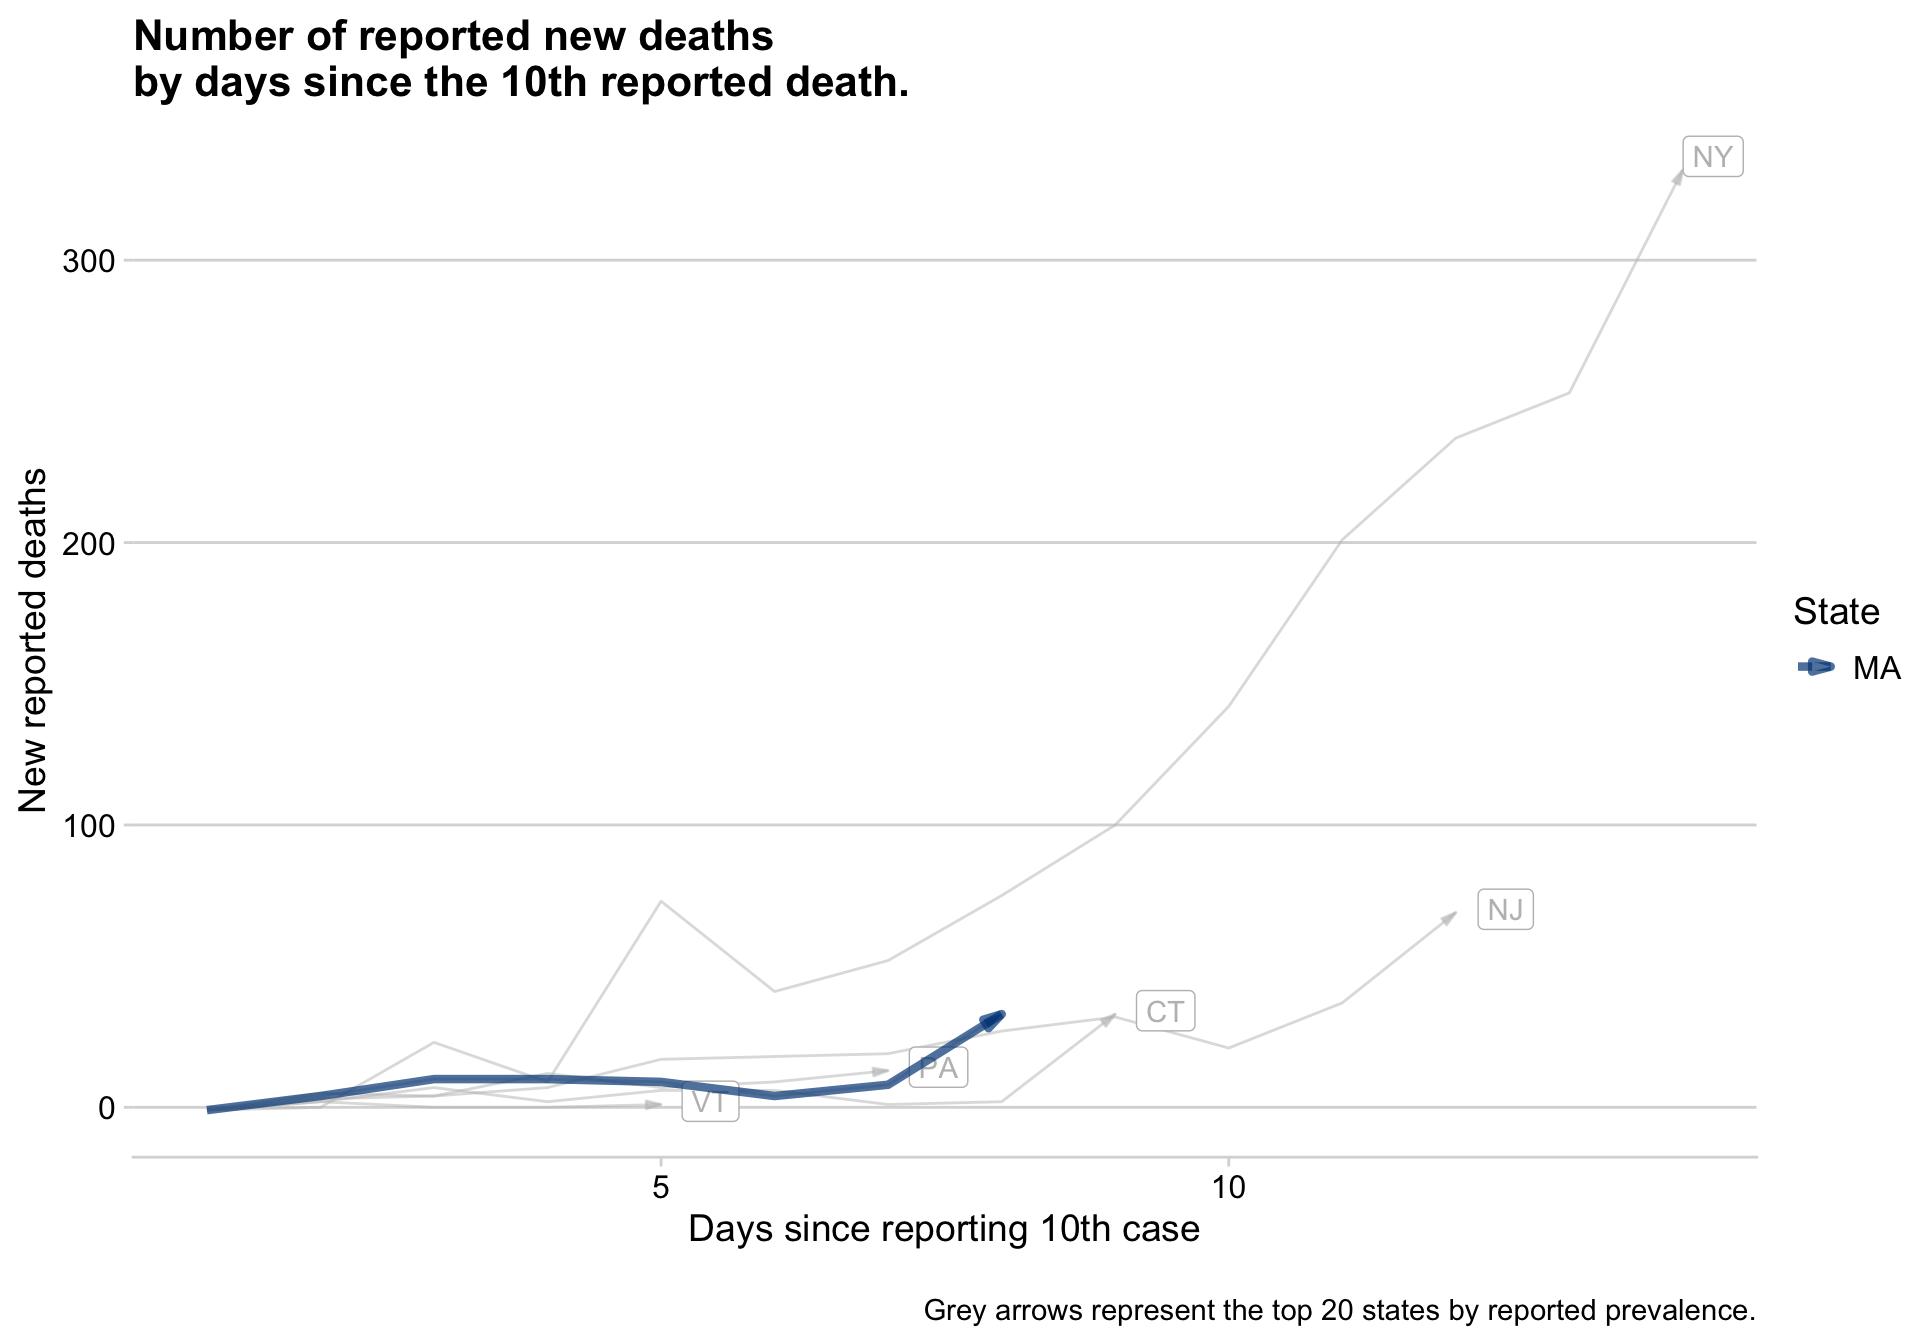 Number of reported new deaths
by days since the 10th reported death.
NY
300
200
100
0
New reported deaths
NJ
CT
PA
VT
State
MA
5
10
Days since reporting 10th case
Grey arrows represent the top 20 states by reported prevalence.